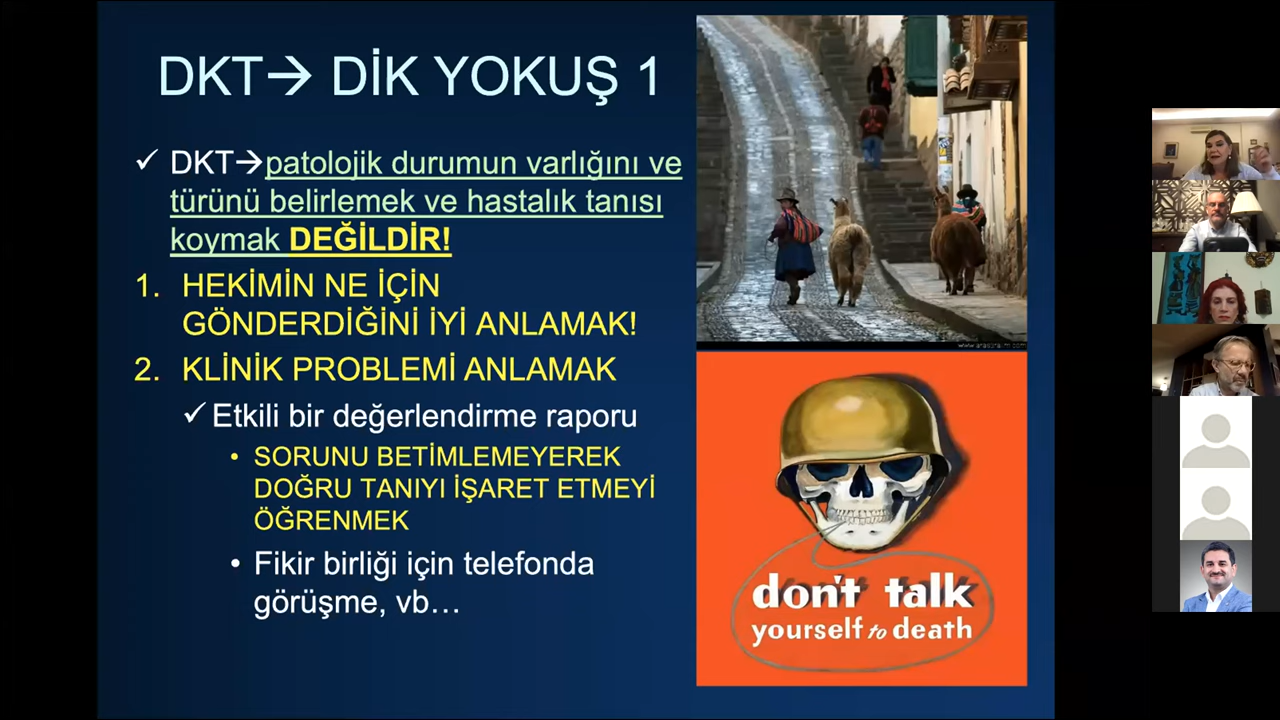 DKT→ DİK YOKUŞ 1
✓ DKT→patolojik durumun varlığını ve
türünü belirlemek ve hastalık tanısı
koymak DEĞİLDİR!
1. HEKİMİN NE İÇİN
GÖNDERDİĞİNİ İYİ ANLAMAK!
2. KLİNİK PROBLEMİ ANLAMAK
✓ Etkili bir değerlendirme raporu
• SORUNU BETİMLEMEYEREK
DOĞRU TANIYI İŞARET ETMEYİ
ÖĞRENMEK
• Fikir birliği için telefonda
görüşme, vb…
don't talk
yourself to death